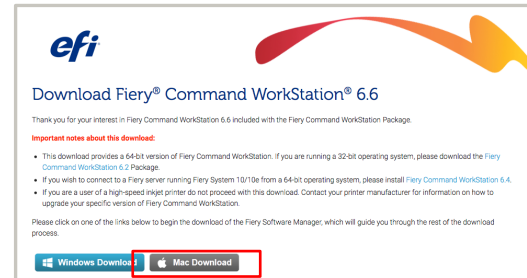 efi
Download Fiery® Command WorkStation® 6.6
Thank you for your interest in Fiery Command WorkStation 6.6 included with the Fiery Command WorkStation Package.
Important notes about this download:
• This download provides a 64-bit version of Fiery Command WorkStation. If you are running a 32-bit operating system, please download the Fiery
Command WorkStation 6.2 Package.
• If you wish to connect to a Fiery server running Fiery System 10/10e from a 64-bit operating system, please install Fiery Command WorkStation 6.4.
• If you are a user of a high-speed inkjet printer do not proceed with this download. Contact your printer manufacturer for information on how to
upgrade your specific version of Fiery Command WorkStation.
Please click on one of the links below to begin the download of the Fiery Software Manager, which will guide you through the rest of the download
process.
Windows Download Mac Download